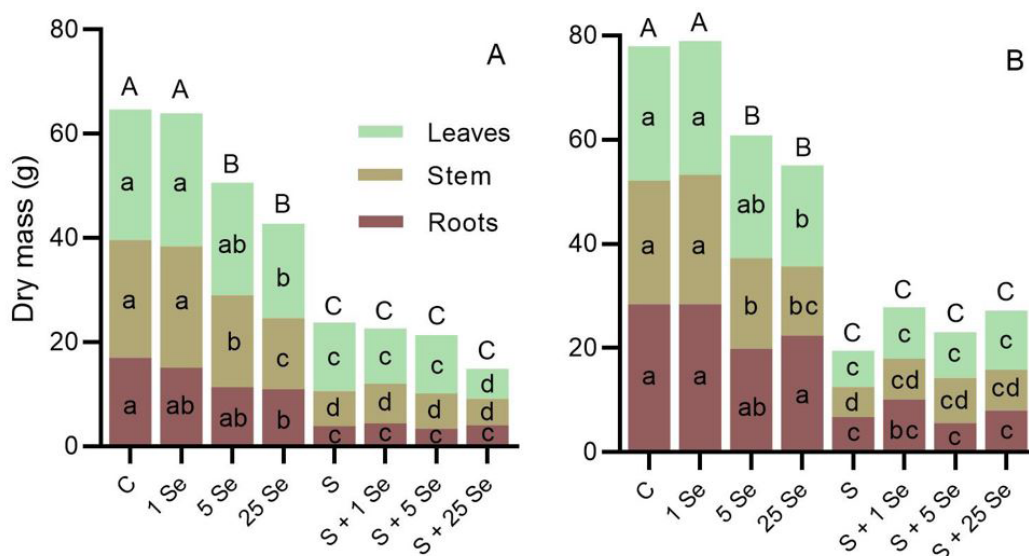 Dry mass (g)
80
60
40
20
0
A
A A B B C C C C
a a ab b c c c d
a a b c d d d d
a ab ab b c c c c
Leaves
Stem
Roots
C
1 Se
5 Se
25 Se
S
S + 1 Se
S + 5 Se
S + 25 Se
80
60
40
20
0
B
A A B B C C C C
a a ab b c c c c
a a b bc d cd cd cd
a a ab a c bc c c
C
1 Se
5 Se
25 Se
S
S + 1 Se
S + 5 Se
S + 25 Se